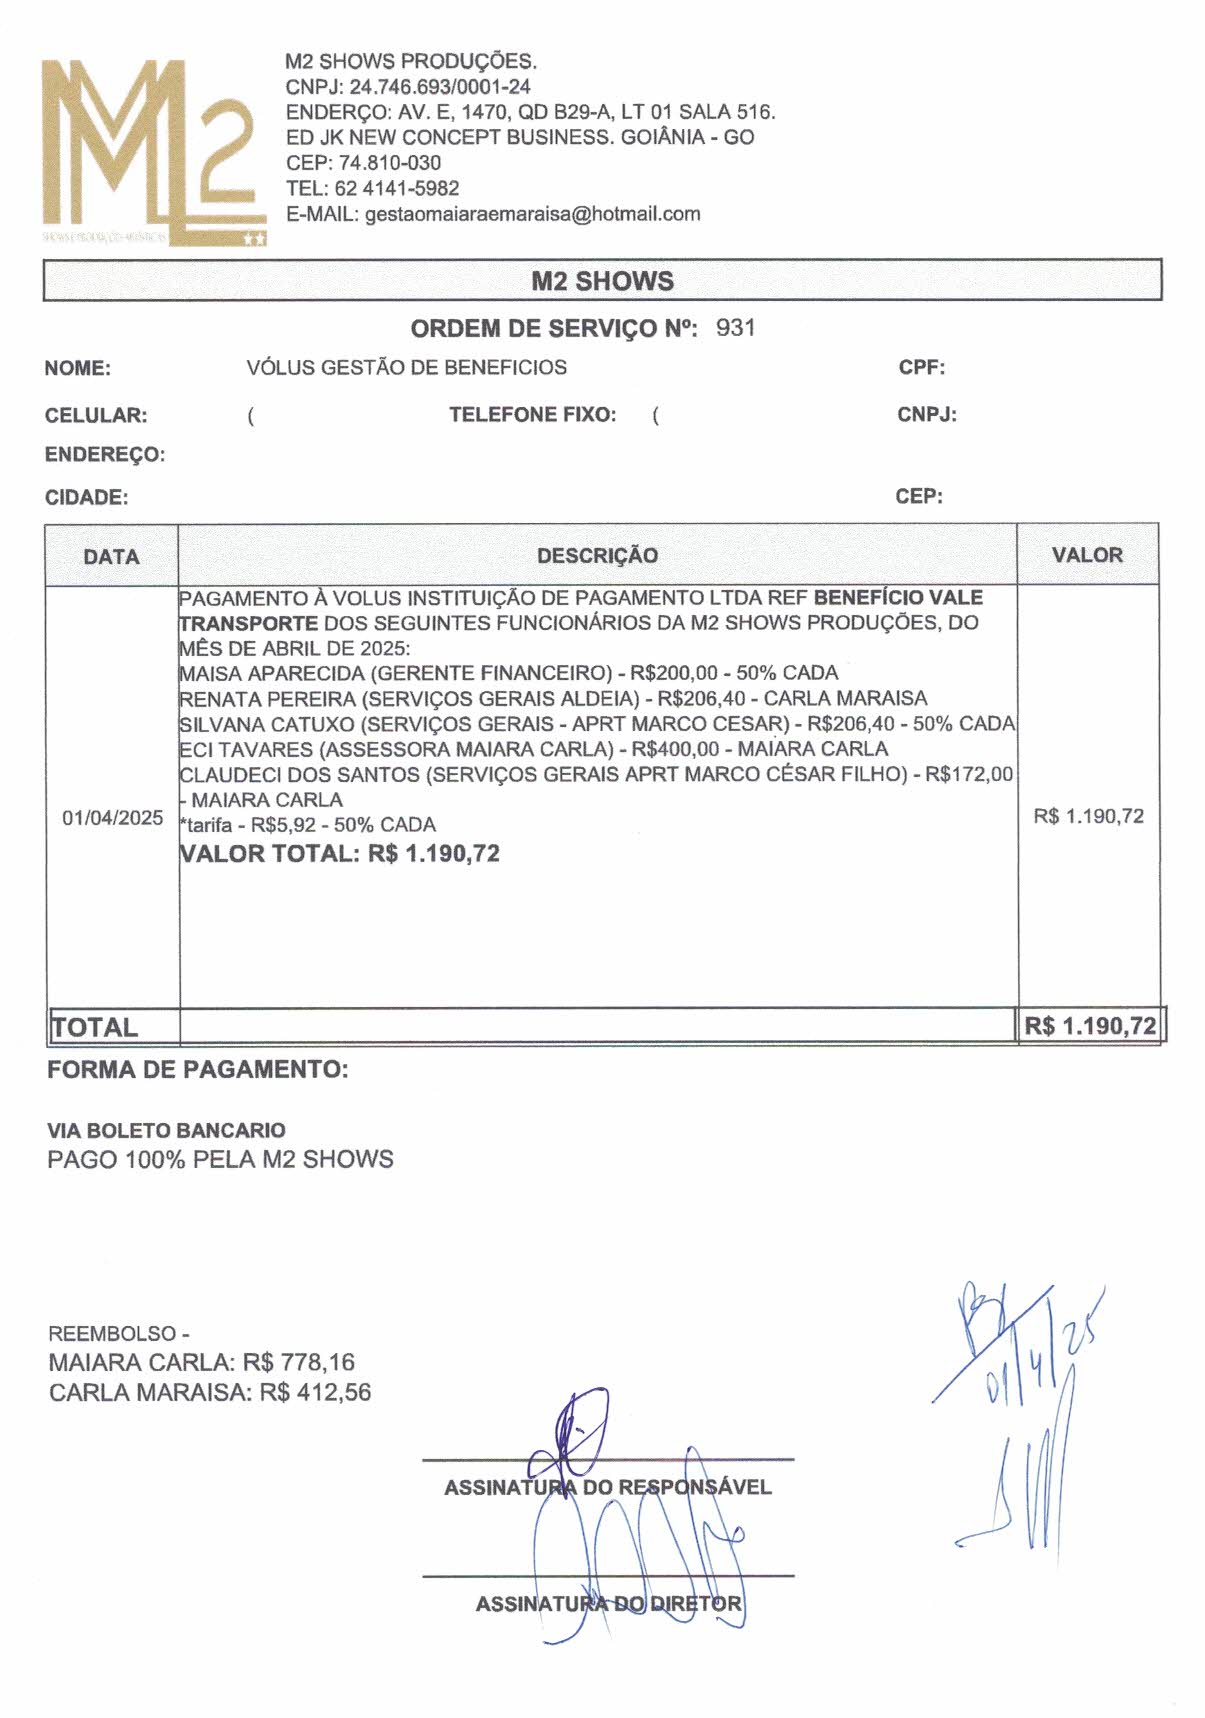 M2 SHOWS PRODUÇÕES.
CNPJ: 24.746.693/0001-24
ENDERÇO: AV. E, 1470, QD B29-A, LT 01 SALA 516.
ED JK NEW CONCEPT BUSINESS. GOIÂNIA - GO
CEP: 74.810-030
TEL: 62 4141-5982
E-MAIL: gestaomaiaraemaraisa@hotmail.com
M2
M2 SHOWS
ORDEM DE SERVIÇO Nº: 931
NOME: VÓLUS GESTÃO DE BENEFICIOS CPF:
CELULAR: ( TELEFONE FIXO: ( CNPJ:
ENDEREÇO:
CIDADE: CEP:
DATA DESCRIÇÃO VALOR
PAGAMENTO À VOLUS INSTITUIÇÃO DE PAGAMENTO LTDA REF BENEFÍCIO VALE
TRANSPORTE DOS SEGUINTES FUNCIONÁRIOS DA M2 SHOWS PRODUÇÕES, DO
MÊS DE ABRIL DE 2025:
MAISA APARECIDA (GERENTE FINANCEIRO) - R$200,00 - 50% CADA
RENATA PEREIRA (SERVIÇOS GERAIS ALDEIA) - R$206,40 - CARLA MARAISA
SILVANA CATUXO (SERVIÇOS GERAIS - APRT MARCO CESAR) - R$206,40 - 50% CADA
ECI TAVARES (ASSESSORA MAIARA CARLA) - R$400,00 - MAIARA CARLA
CLAUDECI DOS SANTOS (SERVIÇOS GERAIS APRT MARCO CÉSAR FILHO) - R$172,00
- MAIARA CARLA
01/04/2025 R$ 1.190,72
*tarifa - R$5,92 - 50% CADA
VALOR TOTAL: R$ 1.190,72
TOTAL R$ 1.190,72
FORMA DE PAGAMENTO:
VIA BOLETO BANCARIO
PAGO 100% PELA M2 SHOWS
REEMBOLSO -
MAIARA CARLA: R$ 778,16
CARLA MARAISA: R$ 412,56
01/4/25
ASSINATURA DO RESPONSÁVEL
ASSINATURA DO DIRETOR